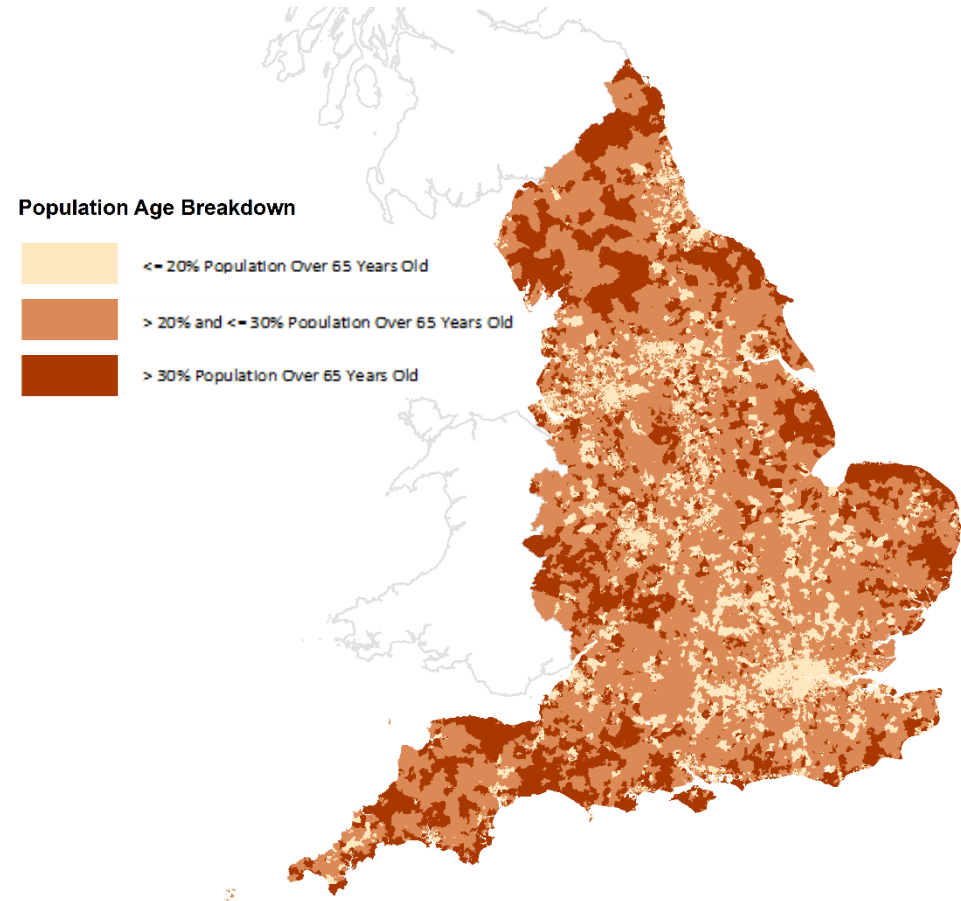 Population Age Breakdown
<= 20% Population Over 65 Years Old
> 20% and <= 30% Population Over 65 Years Old
> 30% Population Over 65 Years Old